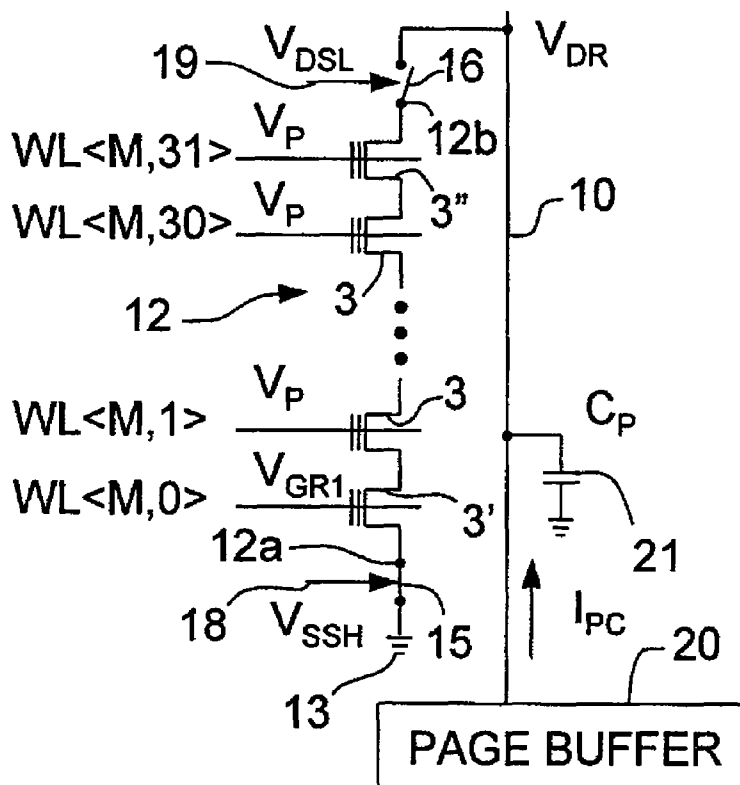 V_DSL 16 V_DR
19
12b
WL<M,31> V_P
3"
10
WL<M,30> V_P
3
12
WL<M,1> V_P 3
C_P
WL<M,0> V_GR1 3'
21
12a
18 V_SSH 15 I_PC
20
13
PAGE BUFFER